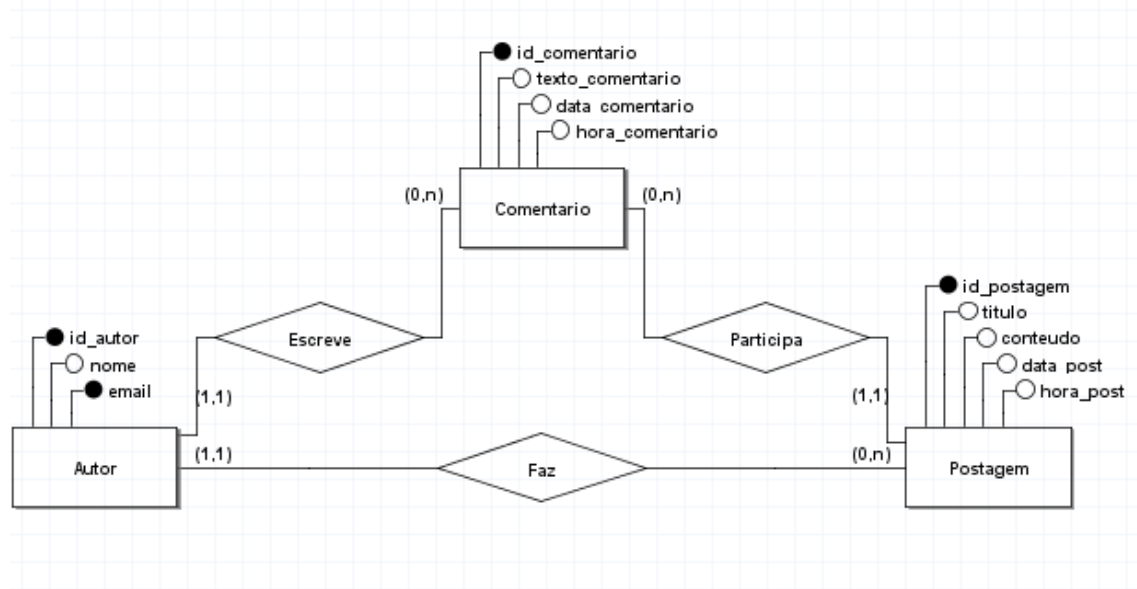 id_comentario
texto_comentario
data comentario
hora_comentario
(0,n)
(0,n)
Comentario
id_postagem
titulo
conteudo
data post
hora_post
id_autor
nome
email
Escreve
Participa
(1,1)
(1,1)
(1,1)
(0,n)
Autor
Faz
Postagem